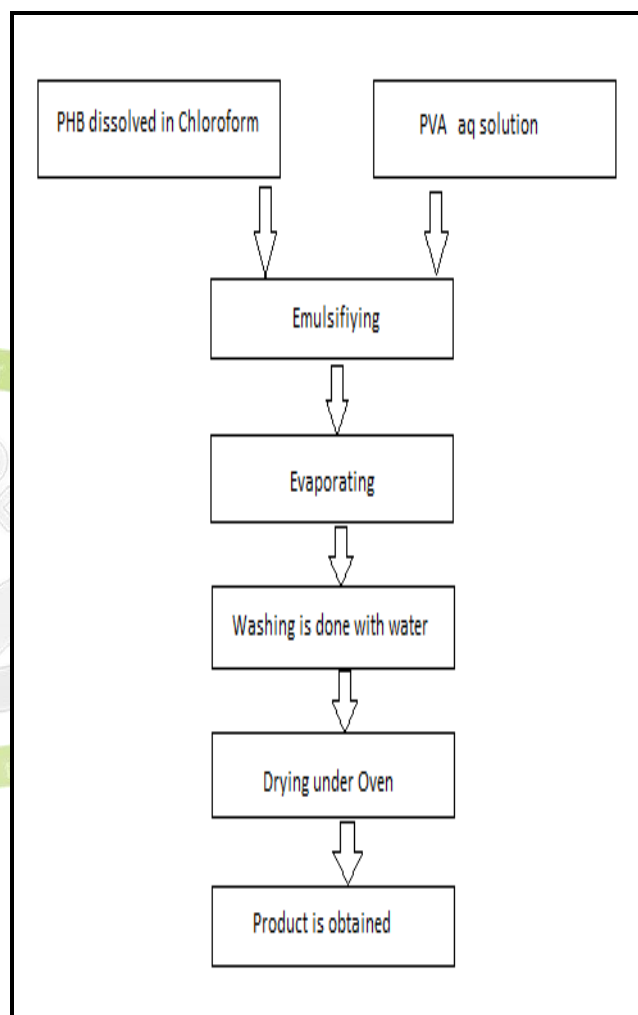 PHB dissolved in Chloroform
PVA aq solution
Emulsifiying
Evaporating
Washing is done with water
Drying under Oven
Product is obtained